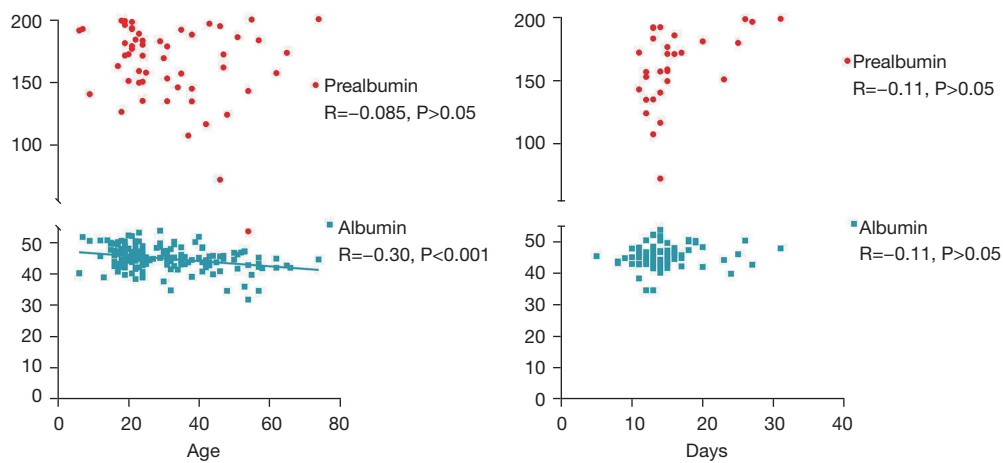 200
150
100
50
40
30
20
10
0
0 20 40 60 80
Age
Prealbumin
R=−0.085, P>0.05
Albumin
R=−0.30, P<0.001
200
150
100
50
40
30
20
10
0
0 10 20 30 40
Days
Prealbumin
R=−0.11, P>0.05
Albumin
R=−0.11, P>0.05